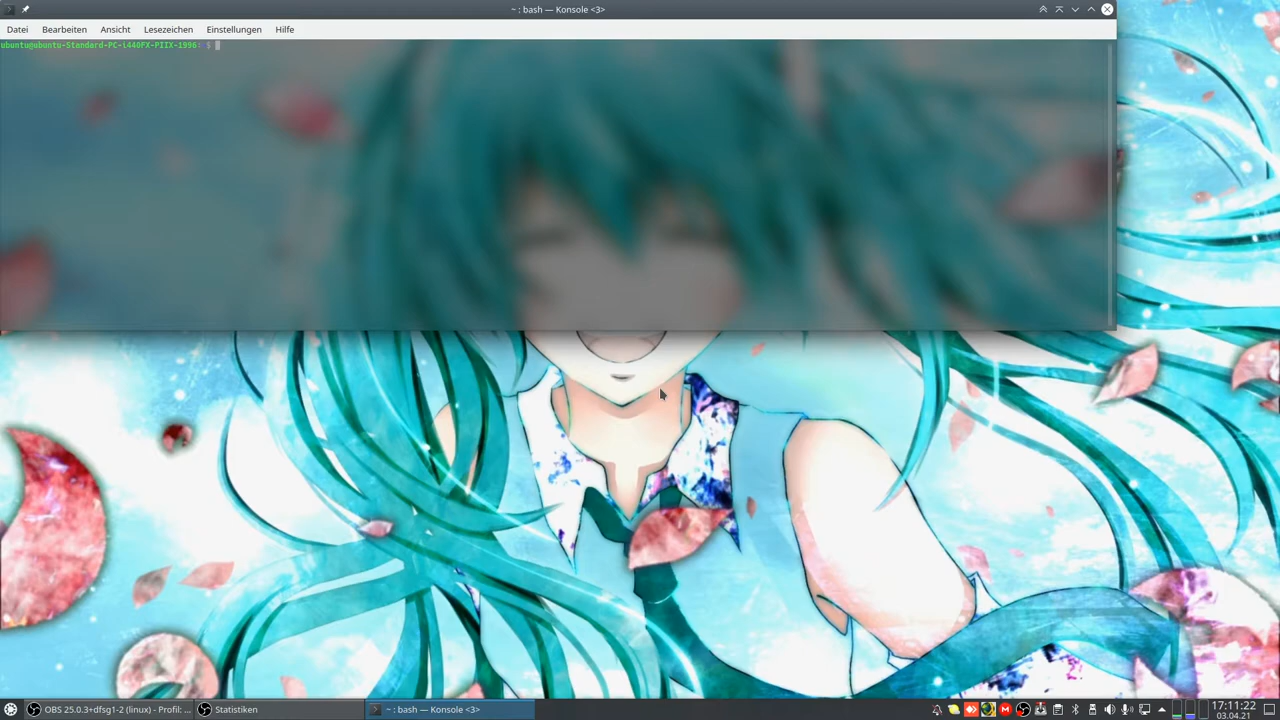 ~ : bash — Konsole <3>
Datei Bearbeiten Ansicht Lesezeichen Einstellungen Hilfe
ubuntu@ubuntu-Standard-PC-i440FX-PIIX-1996:~$
OBS 25.0.3+dfsg1-2 (linux) - Profil: ... Statistiken ~ : bash — Konsole <3> 17:11:22
03.04.21